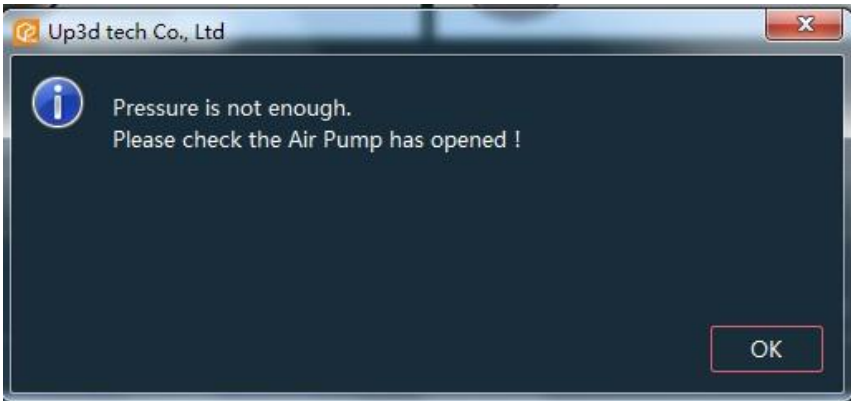 Up3d tech Co., Ltd
Pressure is not enough.
Please check the Air Pump has opened !
OK